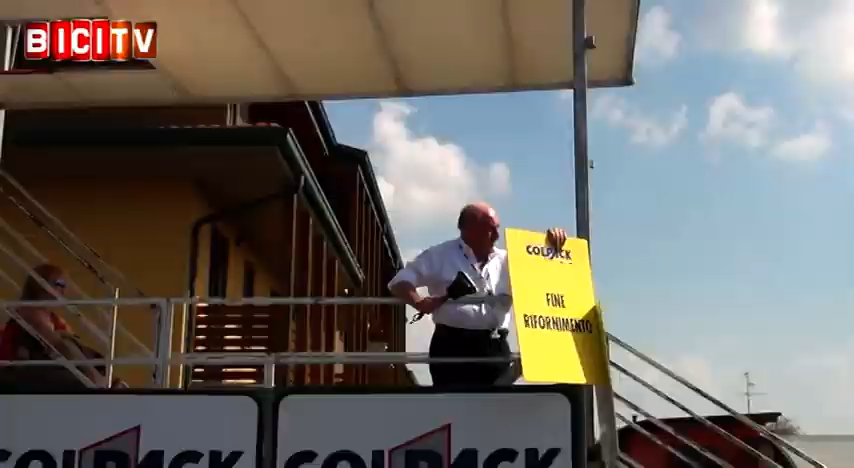 BICITV
COLPACK
FINE
RIFORNIMENTO
COLPACK COLPACK